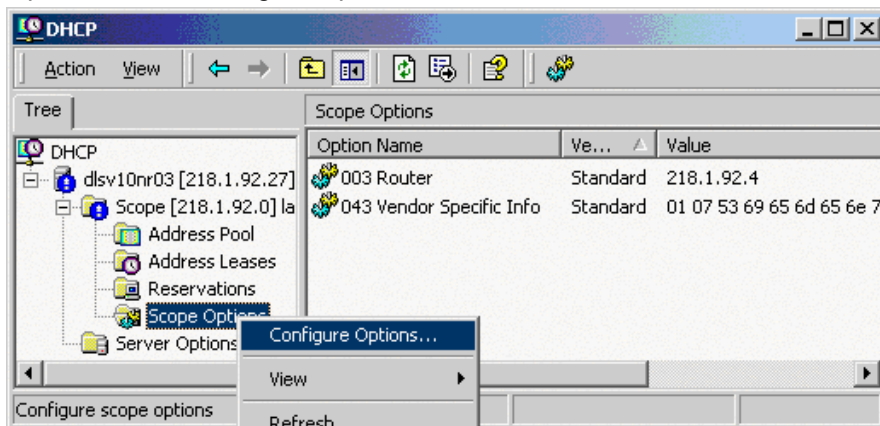 DHCP
Action View
Tree
Scope Options
Option Name Ve... Value
DHCP
003 Router Standard 218.1.92.4
dlsv10nr03 [218.1.92.27]
043 Vendor Specific Info Standard 01 07 53 69 65 6d 65 6e 7
Scope [218.1.92.0] la
Address Pool
Address Leases
Reservations
Scope Options
Configure Options...
Server Options
View
Configure scope options
Refresh